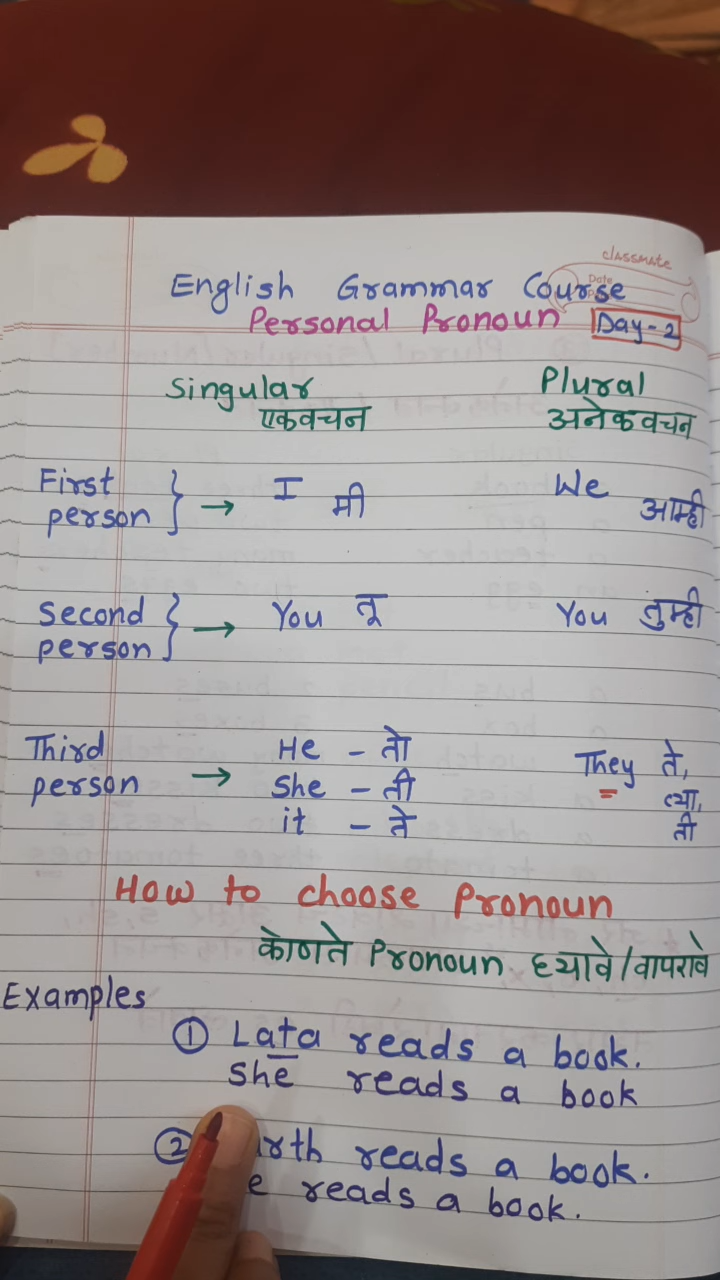 classmate
Date
English Grammar Course
Personal Pronoun Day-2
Singular Plural
एकवचन अनेकवचन
First person } → I मी We आम्ही
Second person } → You तू You तुम्ही
Third person → He - तो They ते,
She - ती त्या,
it - ते ती
How to choose Pronoun
कोणते Pronoun घ्यावे/वापरावे
Examples
① Lata reads a book.
She reads a book
② reads a book.
reads a book.